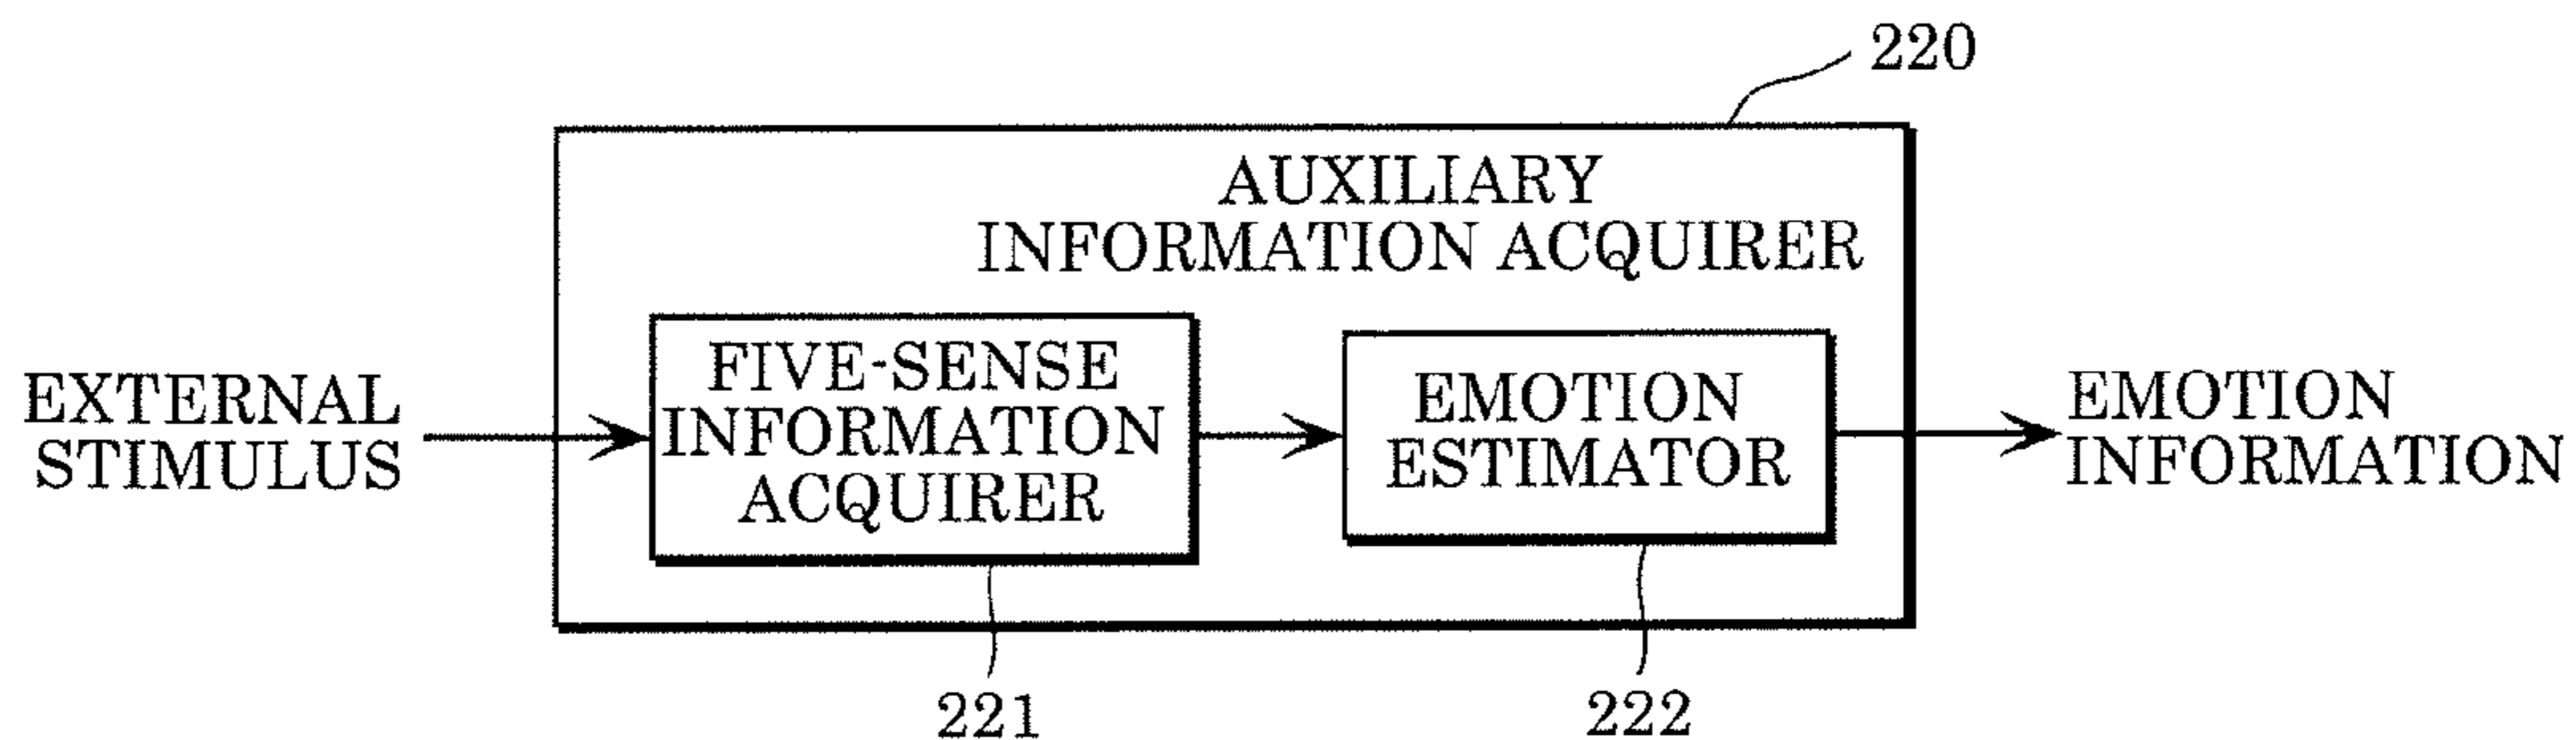 220
AUXILIARY
INFORMATION ACQUIRER
EXTERNAL
STIMULUS
FIVE-SENSE
INFORMATION
ACQUIRER
EMOTION
ESTIMATOR
EMOTION
INFORMATION
221
222